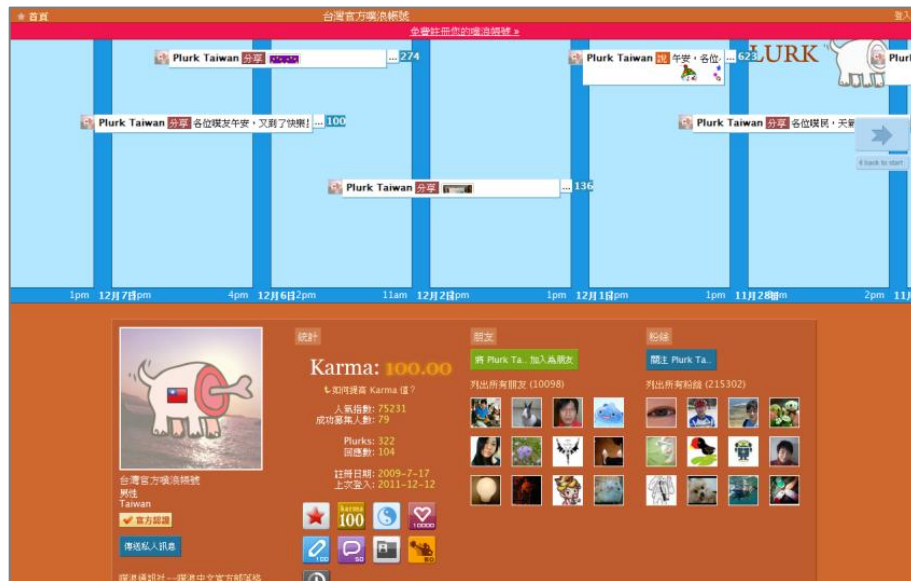 首頁
台灣官方噗浪帳號
登入
免費註冊您的噗浪帳號 »
Plurk Taiwan 分享 ... 274
Plurk Taiwan 說 午安，各位 ... 623
LURK
Plur
Plurk Taiwan 分享 各位噗友午安，又到了快樂 ... 100
Plurk Taiwan 分享 各位噗民，天
back to start
Plurk Taiwan 分享 ... 136
1pm 12月7日 pm 4pm 12月6日 2pm 11am 12月2日 pm 1pm 12月1日 pm 1pm 11月28日 2pm
統計
Karma: 100.00
如何提高 Karma 值？
人氣指數: 75231
成功募集人數: 79
Plurks: 322
回應數: 104
註冊日期: 2009-7-17
上次登入: 2011-12-12
karma 100
10000
100
50
朋友
將 Plurk Ta.. 加入為朋友
列出所有朋友 (10098)
粉絲
關注 Plurk Ta..
列出所有粉絲 (215302)
台灣官方噗浪帳號
男性
Taiwan
官方認證
傳送私人訊息